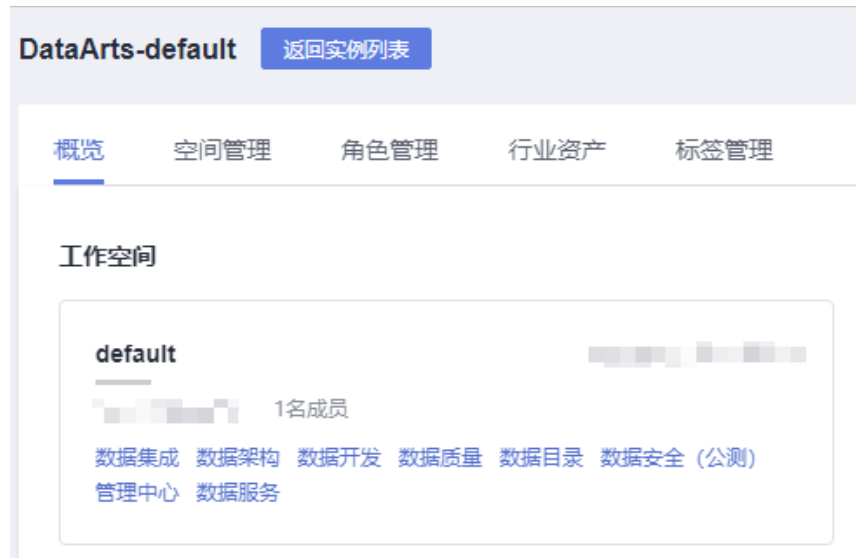 DataArts-default 返回实例列表
概览 空间管理 角色管理 行业资产 标签管理
工作空间
default
1名成员
数据集成 数据架构 数据开发 数据质量 数据目录 数据安全（公测）
管理中心 数据服务